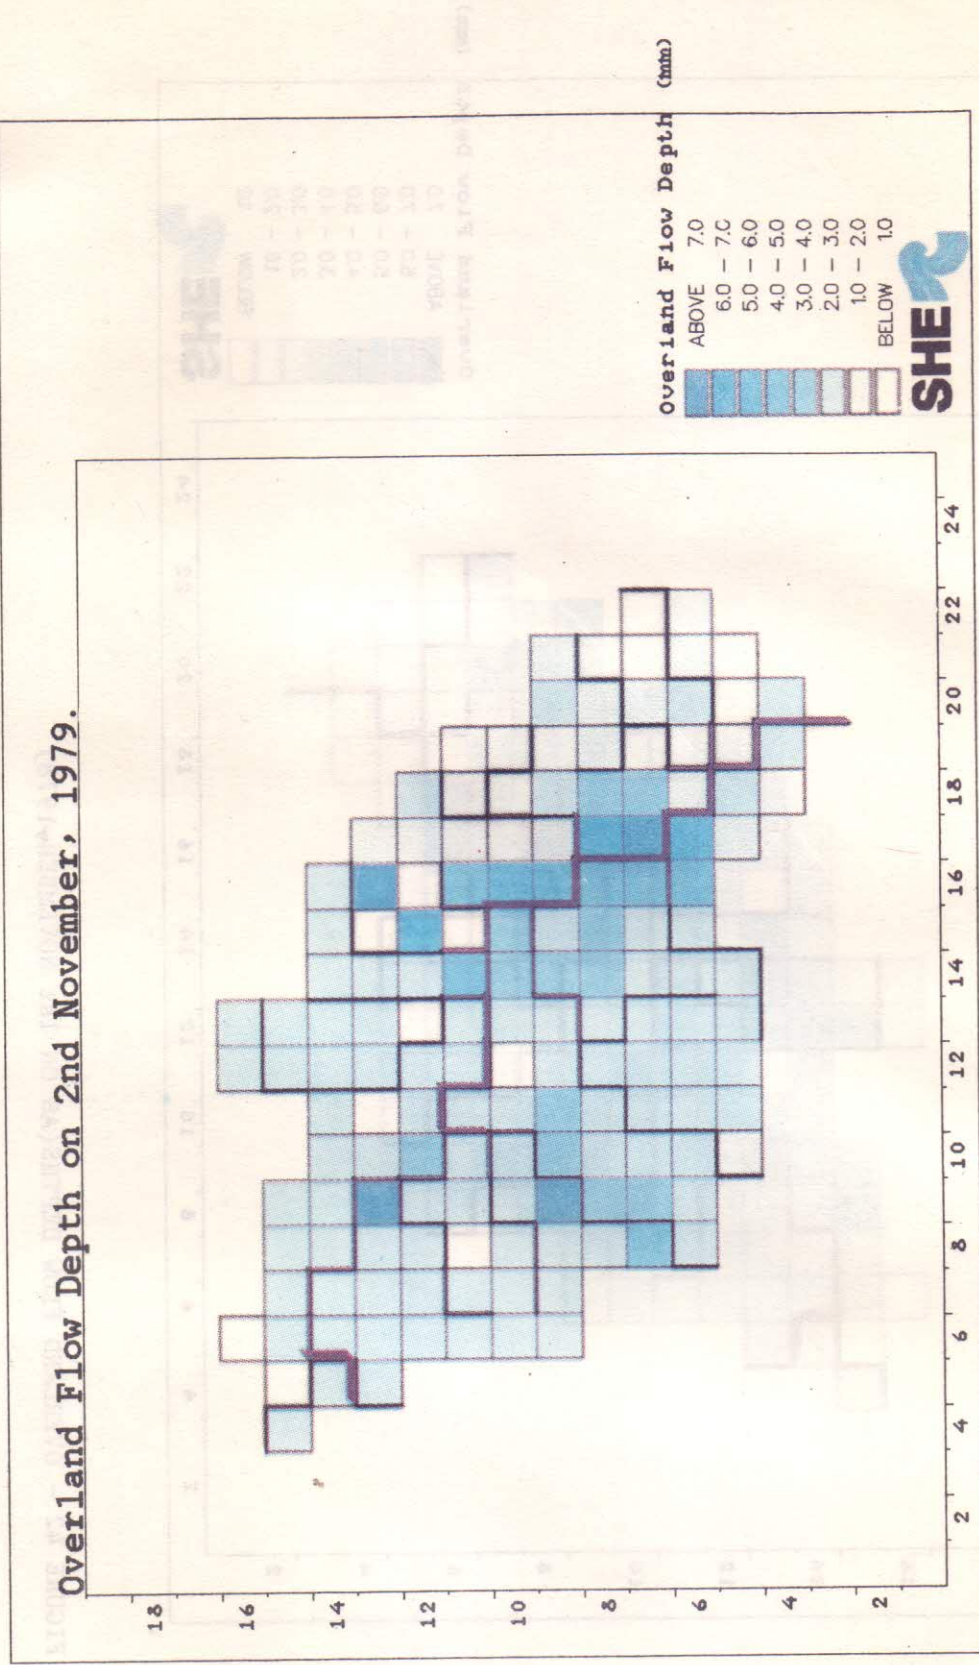 Overland Flow Depth on 2nd November, 1979.
18
16
14
12
10
8
6
4
2
2
4
6
8
10
12
14
16
18
20
22
24
Overland Flow Depth (mm)
ABOVE 7.0
6.0 – 7.0
5.0 – 6.0
4.0 – 5.0
3.0 – 4.0
2.0 – 3.0
1.0 – 2.0
BELOW 1.0
SHE